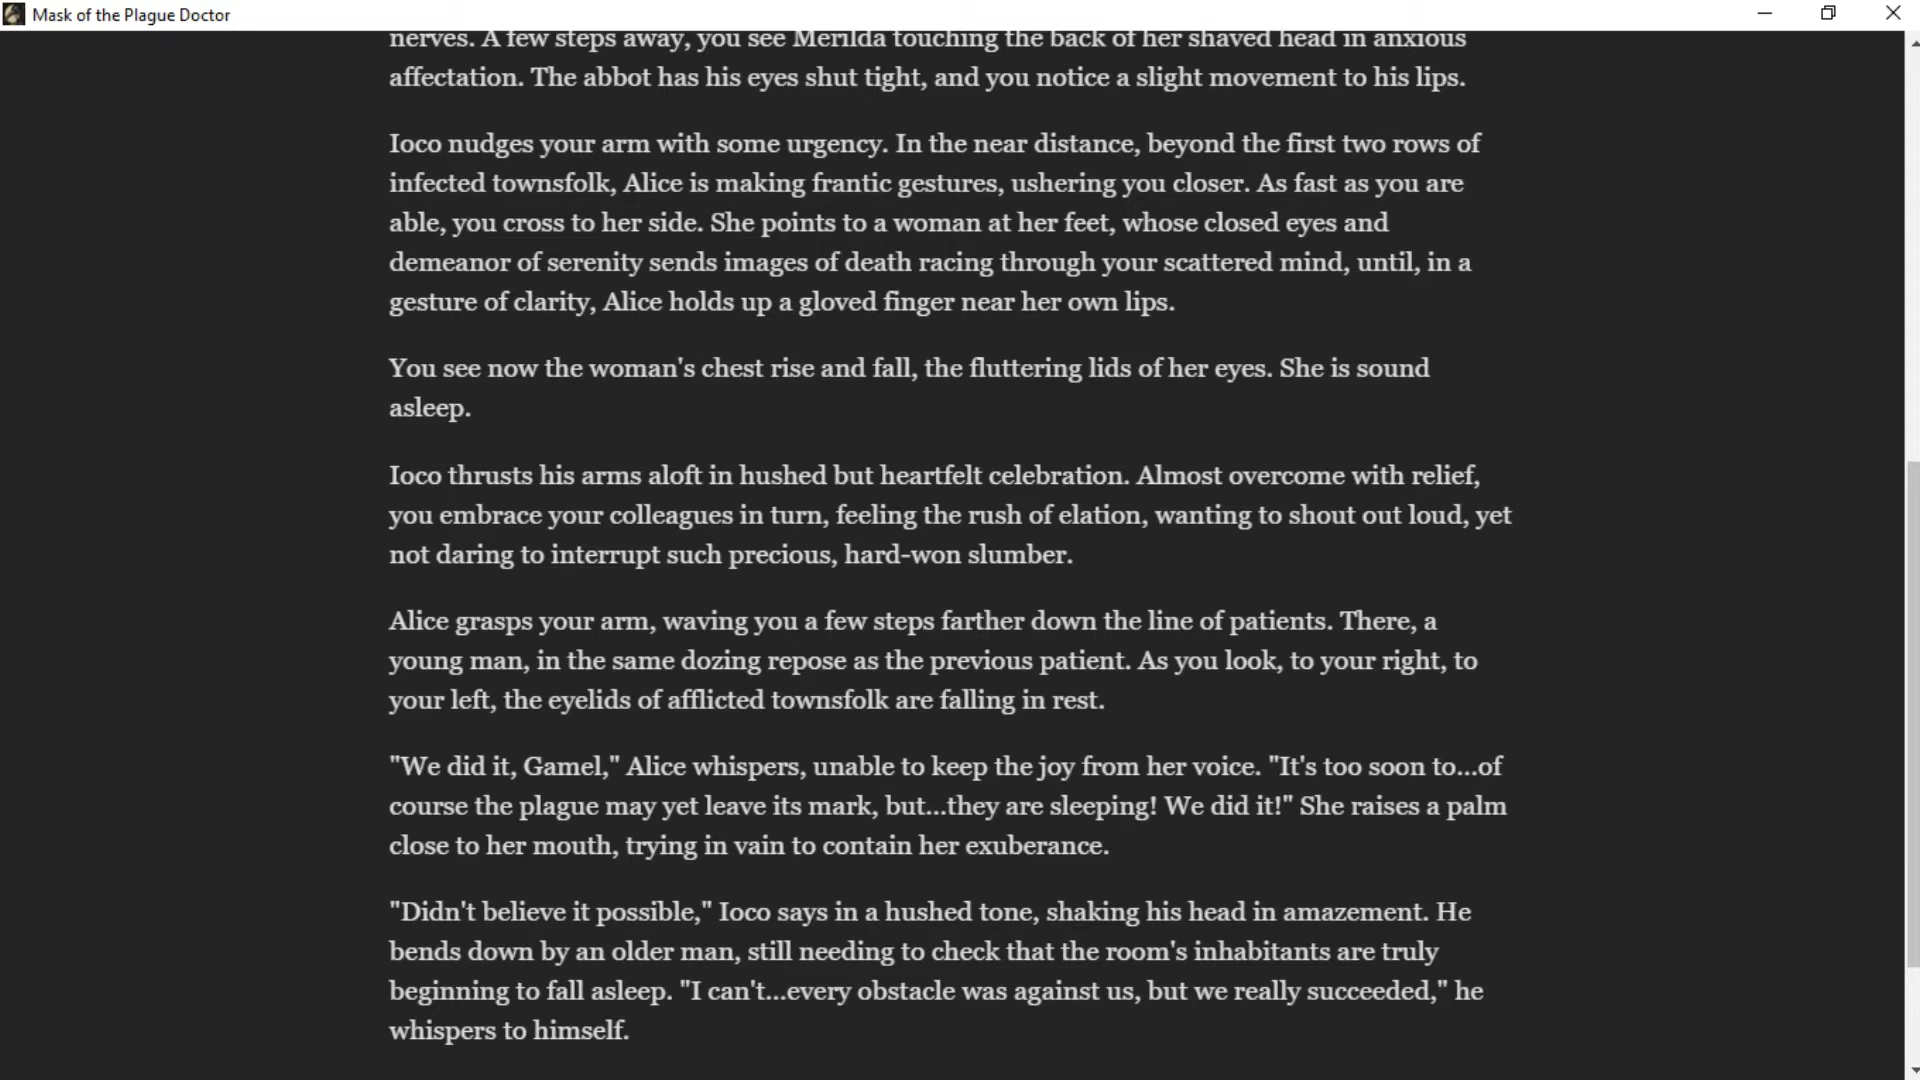 Mask of the Plague Doctor
nerves. A few steps away, you see Merilda touching the back of her shaved head in anxious
affectation. The abbot has his eyes shut tight, and you notice a slight movement to his lips.
Ioco nudges your arm with some urgency. In the near distance, beyond the first two rows of
infected townsfolk, Alice is making frantic gestures, ushering you closer. As fast as you are
able, you cross to her side. She points to a woman at her feet, whose closed eyes and
demeanor of serenity sends images of death racing through your scattered mind, until, in a
gesture of clarity, Alice holds up a gloved finger near her own lips.
You see now the woman's chest rise and fall, the fluttering lids of her eyes. She is sound
asleep.
Ioco thrusts his arms aloft in hushed but heartfelt celebration. Almost overcome with relief,
you embrace your colleagues in turn, feeling the rush of elation, wanting to shout out loud, yet
not daring to interrupt such precious, hard-won slumber.
Alice grasps your arm, waving you a few steps farther down the line of patients. There, a
young man, in the same dozing repose as the previous patient. As you look, to your right, to
your left, the eyelids of afflicted townsfolk are falling in rest.
"We did it, Gamel," Alice whispers, unable to keep the joy from her voice. "It's too soon to...of
course the plague may yet leave its mark, but...they are sleeping! We did it!" She raises a palm
close to her mouth, trying in vain to contain her exuberance.
"Didn't believe it possible," Ioco says in a hushed tone, shaking his head in amazement. He
bends down by an older man, still needing to check that the room's inhabitants are truly
beginning to fall asleep. "I can't...every obstacle was against us, but we really succeeded," he
whispers to himself.